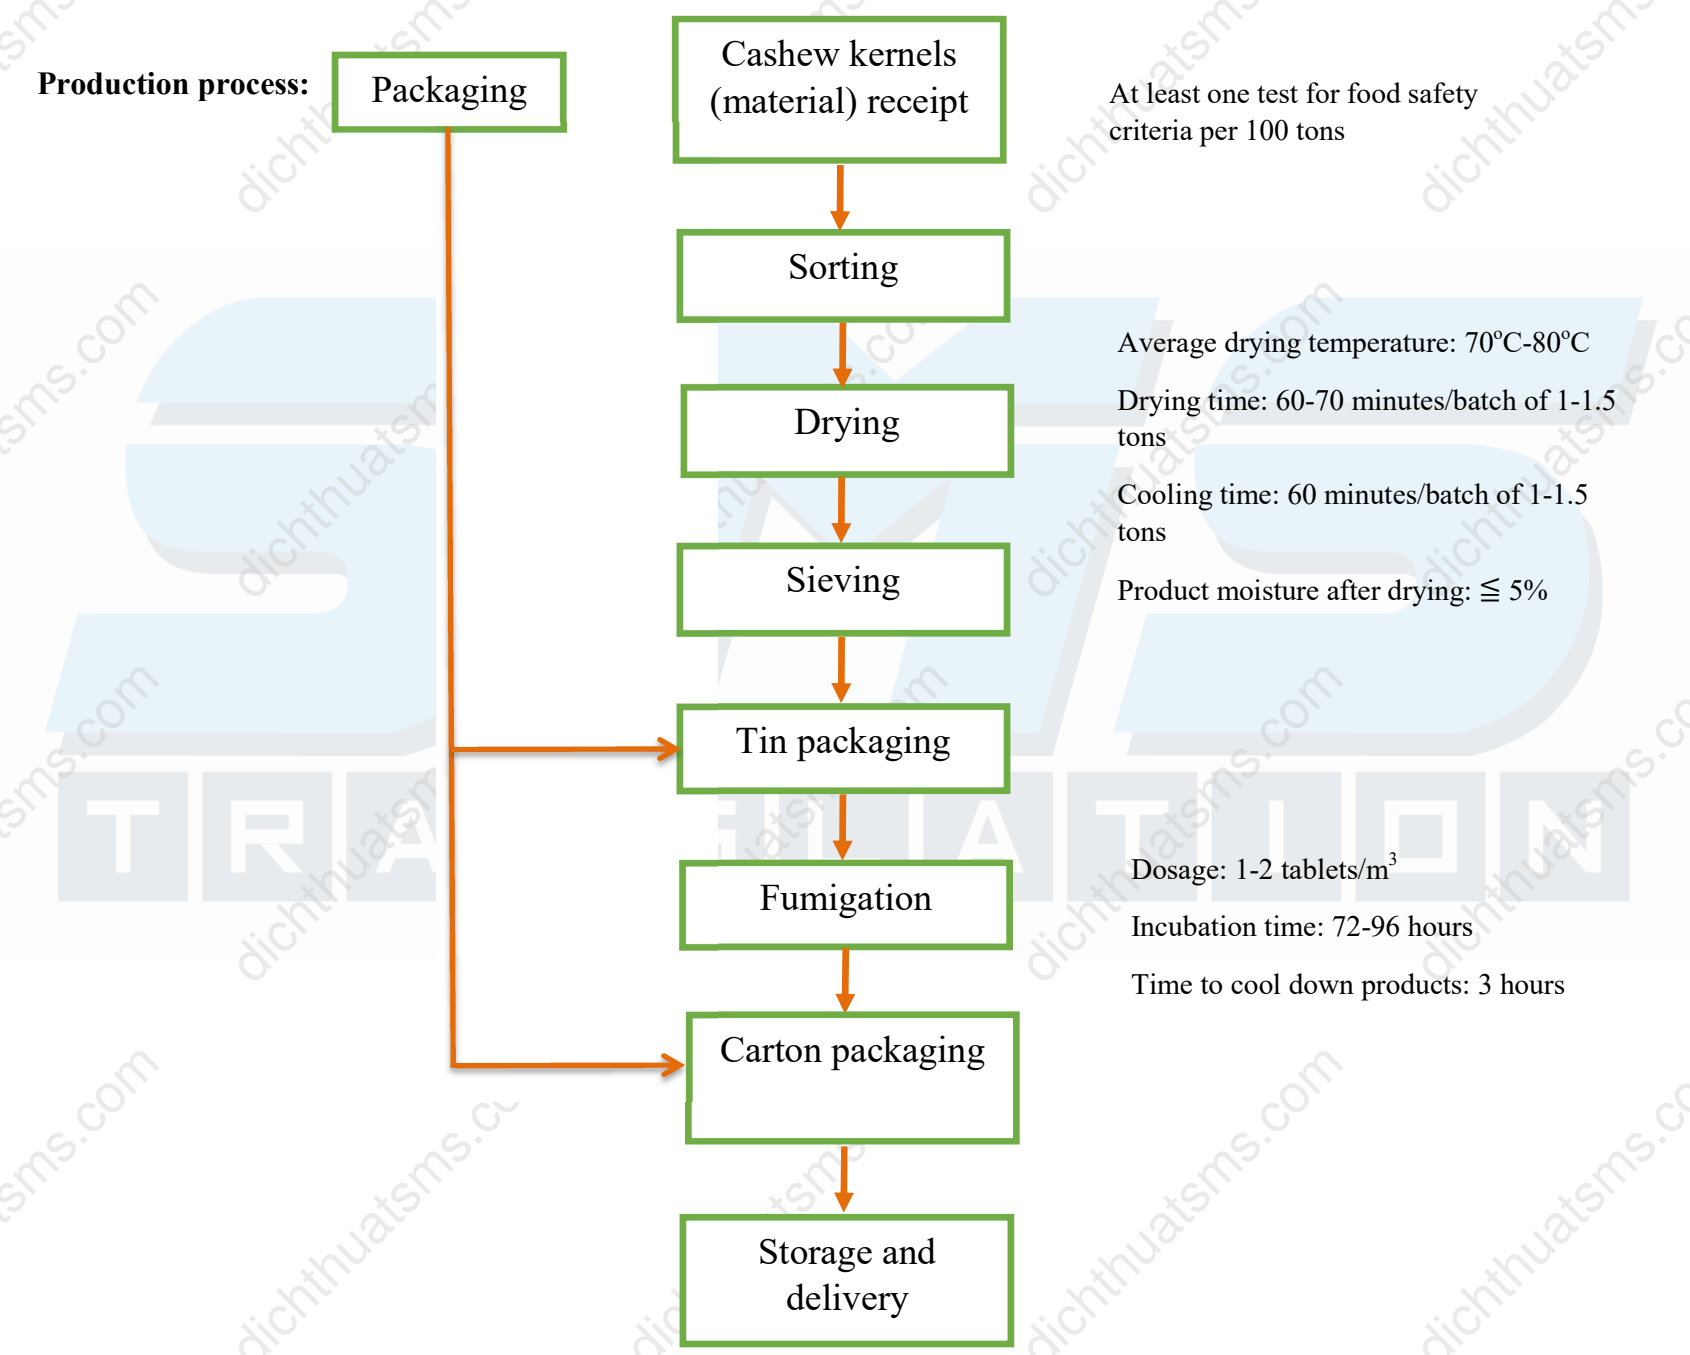 Production process:
Packaging
Cashew kernels
(material) receipt
At least one test for food safety
criteria per 100 tons
Sorting
Average drying temperature: 70°C-80°C
Drying time: 60-70 minutes/batch of 1-1.5
tons
Drying
Cooling time: 60 minutes/batch of 1-1.5
tons
Sieving
Product moisture after drying: ≦ 5%
Tin packaging
Fumigation
Dosage: 1-2 tablets/m³
Incubation time: 72-96 hours
Time to cool down products: 3 hours
Carton packaging
Storage and
delivery
dichthuatsms.com